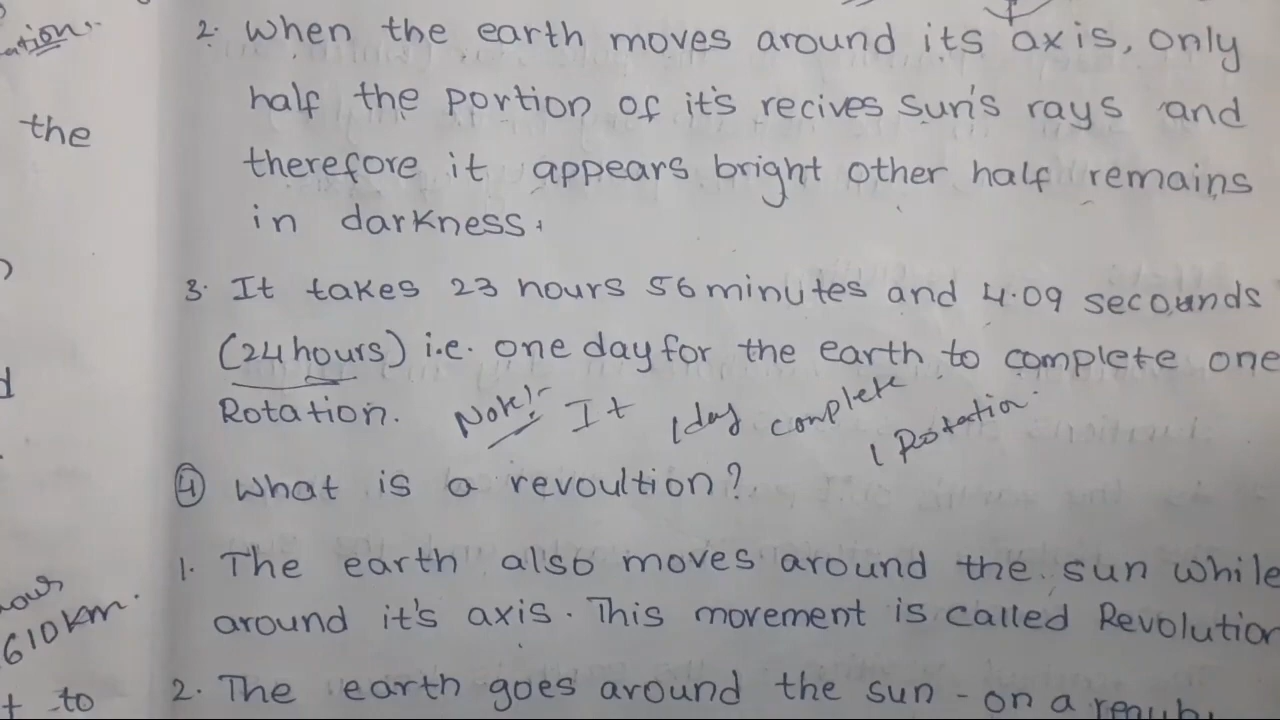 ation
2. When the earth moves around its axis, only
the
half the portion of it's recives sun's rays and
therefore it appears bright other half remains
in darkness.
3. It takes 23 hours 56 minutes and 4.09 secounds
(24 hours) i.e. one day for the earth to complete one
Rotation. Note:- It 1 day complete 1 Rotation.
④ What is a revoultion?
1. The earth also moves around the sun while
around it's axis. This movement is called Revolution
610km.
2. The earth goes around the sun - on a
t to